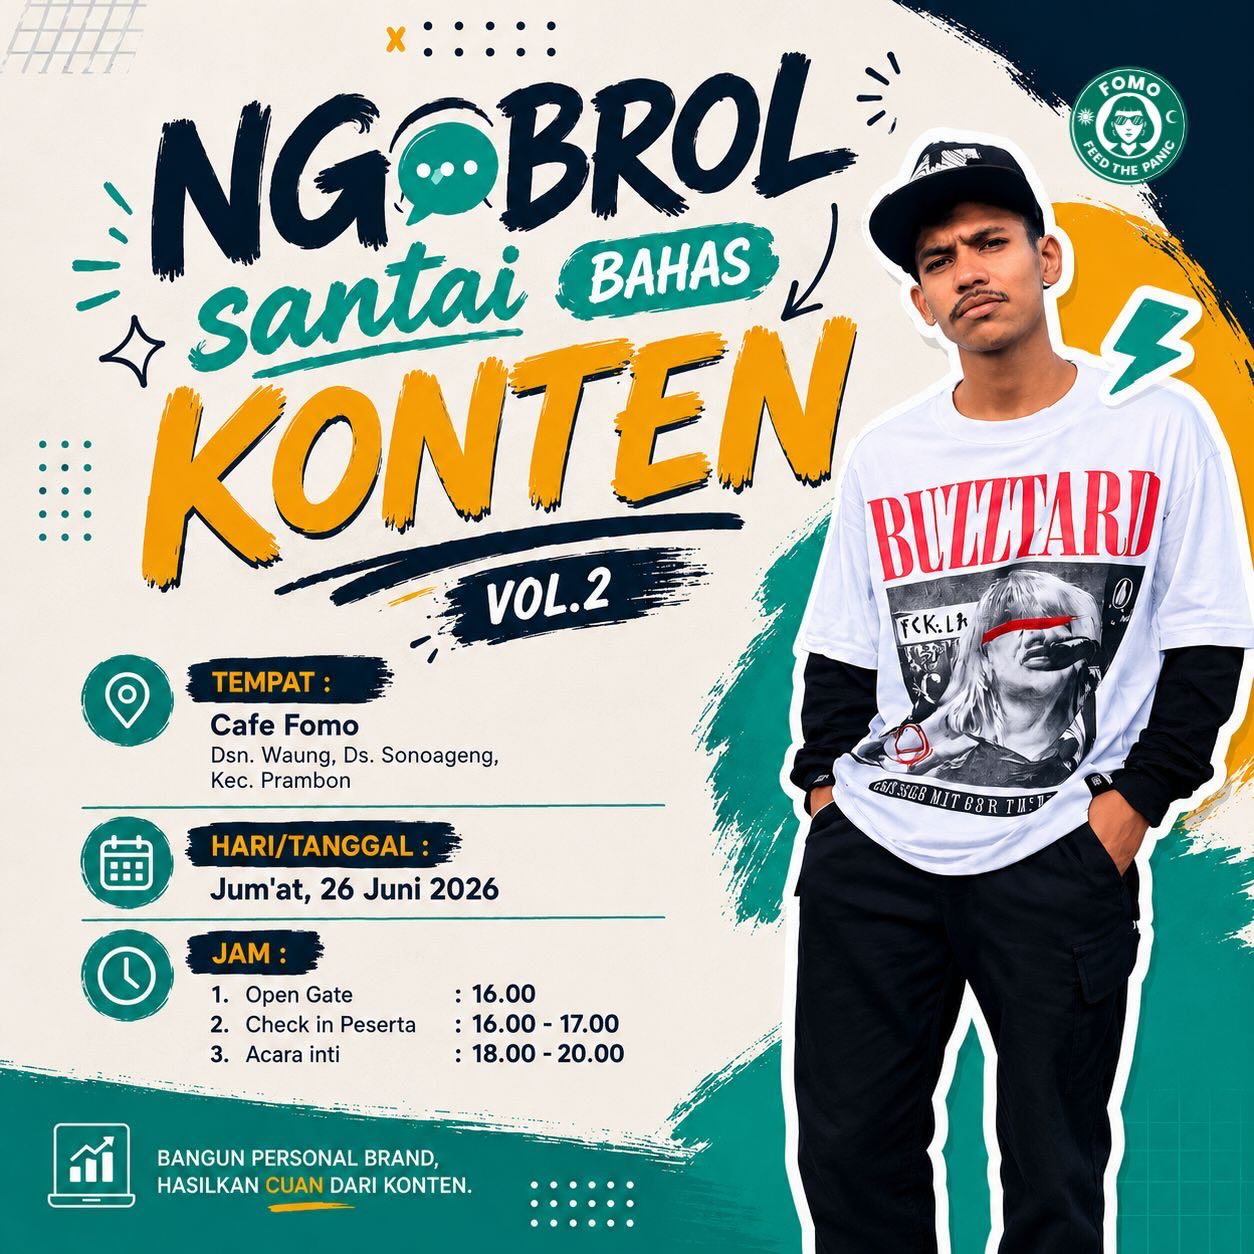 NGOBROL
santai BAHAS
KONTEN
VOL.2
FOMO
FEED THE PANIC
BUZZTARD
TEMPAT :
Cafe Fomo
Dsn. Waung, Ds. Sonoageng,
Kec. Prambon
HARI/TANGGAL :
Jum'at, 26 Juni 2026
JAM :
1. Open Gate : 16.00
2. Check in Peserta : 16.00 - 17.00
3. Acara inti : 18.00 - 20.00
BANGUN PERSONAL BRAND,
HASILKAN CUAN DARI KONTEN.